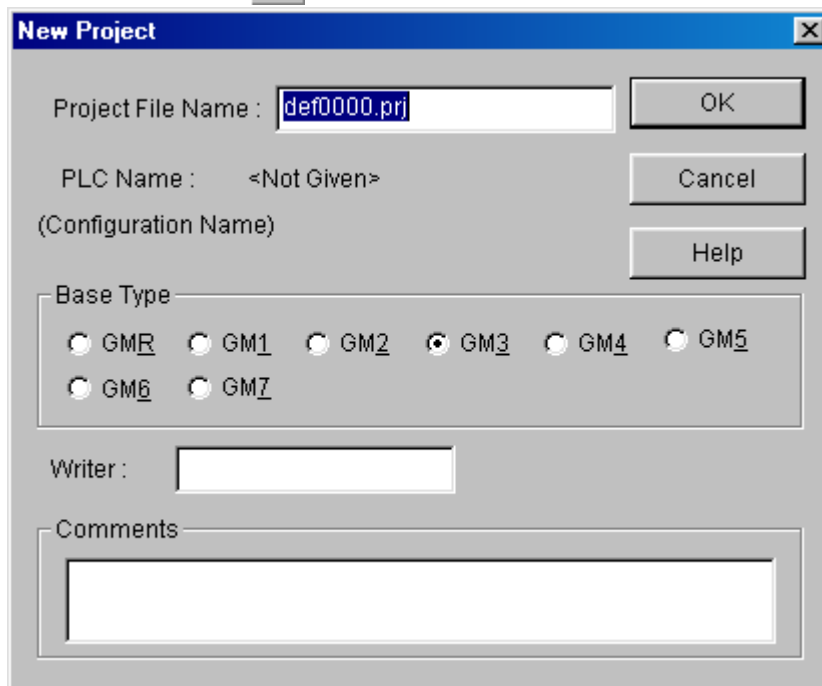 New Project
Project File Name : def0000.prj OK
PLC Name : <Not Given> Cancel
(Configuration Name)
Help
Base Type
GMR GM1 GM2 GM3 GM4 GM5
GM6 GM7
Writer :
Comments